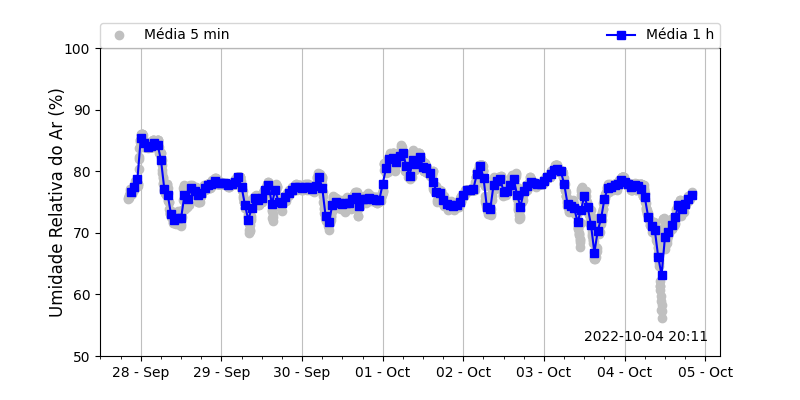 Média 5 min
Média 1 h
100
90
80
70
60
50
Umidade Relativa do Ar (%)
2022-10-04 20:11
28 - Sep
29 - Sep
30 - Sep
01 - Oct
02 - Oct
03 - Oct
04 - Oct
05 - Oct